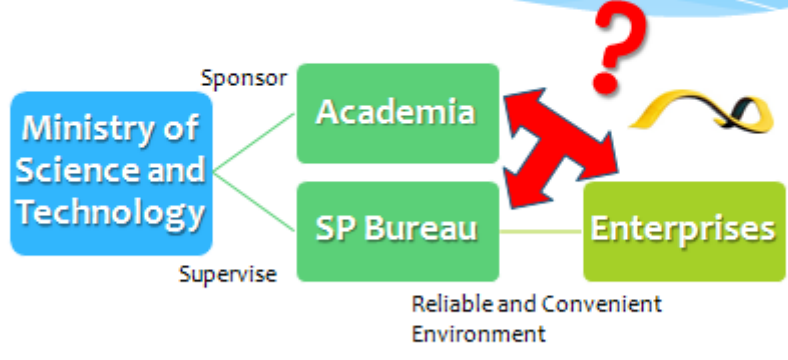 ?
Sponsor
Academia
Ministry of
Science and
Technology
SP Bureau
Enterprises
Supervise
Reliable and Convenient
Environment